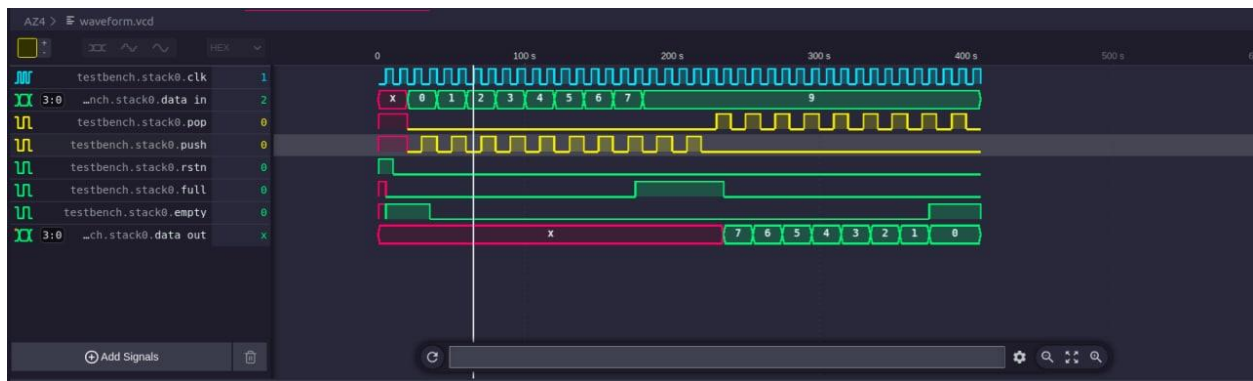 AZ4 > waveform.vcd
+
-
HEX
0 100 s 200 s 300 s 400 s 500 s 6
testbench.stack0.clk 1
3:0 …nch.stack0.data in 2 x 0 1 2 3 4 5 6 7 9
testbench.stack0.pop 0
testbench.stack0.push 0
testbench.stack0.rstn 0
testbench.stack0.full 0
testbench.stack0.empty 0
3:0 …ch.stack0.data out x x 7 6 5 4 3 2 1 0
Add Signals